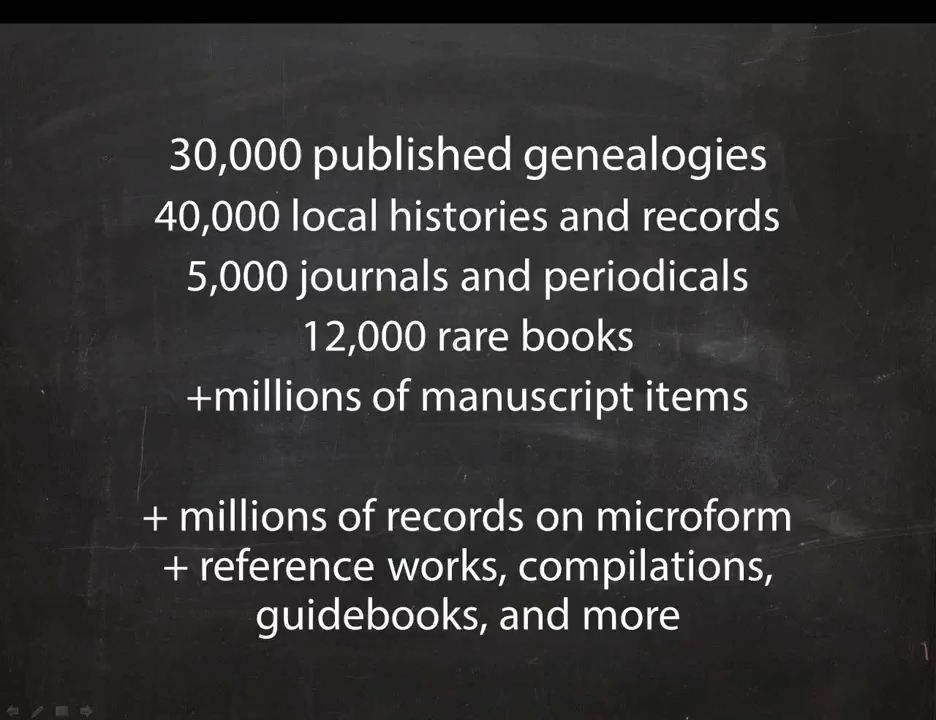 30,000 published genealogies
40,000 local histories and records
5,000 journals and periodicals
12,000 rare books
+millions of manuscript items
+ millions of records on microform
+ reference works, compilations,
guidebooks, and more